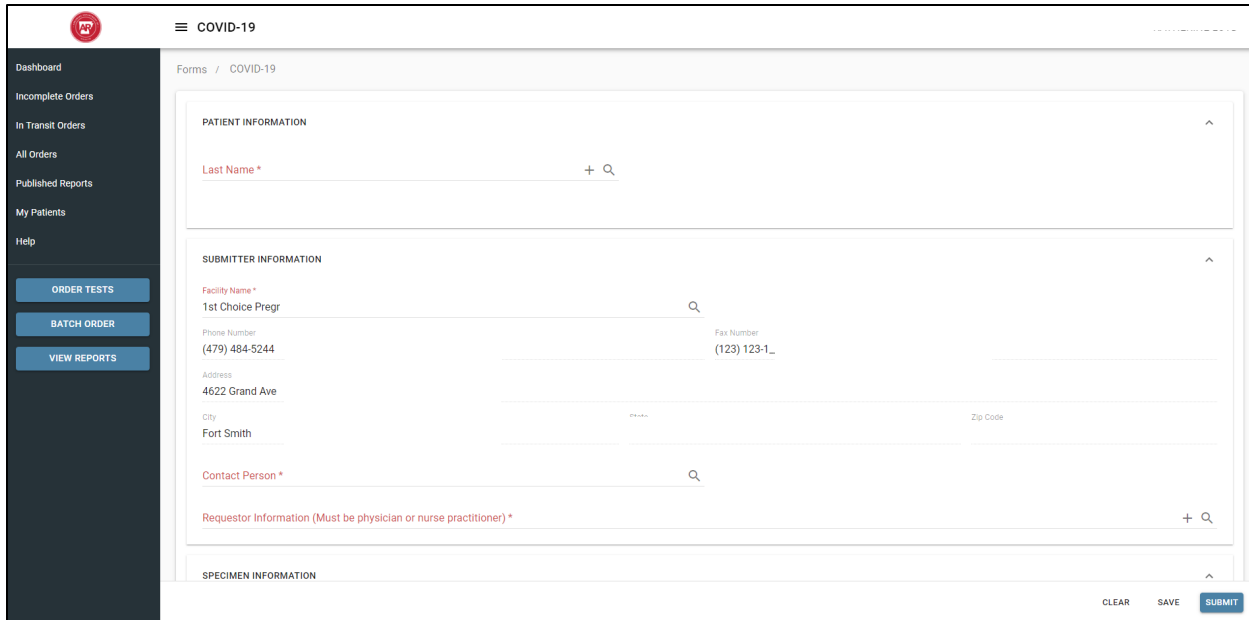 AR
COVID-19
Dashboard
Incomplete Orders
In Transit Orders
All Orders
Published Reports
My Patients
Help
ORDER TESTS
BATCH ORDER
VIEW REPORTS
Forms / COVID-19
PATIENT INFORMATION
Last Name *
SUBMITTER INFORMATION
Facility Name *
1st Choice Pregr
Phone Number
Fax Number
(479) 484-5244
(123) 123-1_
Address
4622 Grand Ave
City
Zip Code
Fort Smith
Contact Person *
Requestor Information (Must be physician or nurse practitioner) *
SPECIMEN INFORMATION
CLEAR SAVE SUBMIT